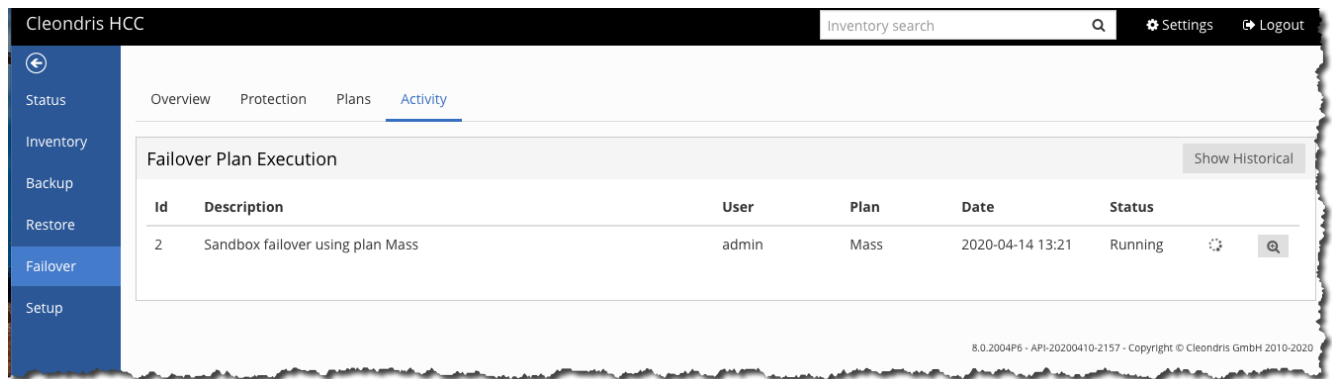 Cleondris HCC
Inventory search
Settings
Logout
Status
Inventory
Backup
Restore
Failover
Setup
Overview Protection Plans Activity
Failover Plan Execution
Show Historical
Id Description User Plan Date Status
2 Sandbox failover using plan Mass admin Mass 2020-04-14 13:21 Running
8.0.2004P6 - API-20200410-2157 - Copyright © Cleondris GmbH 2010-2020